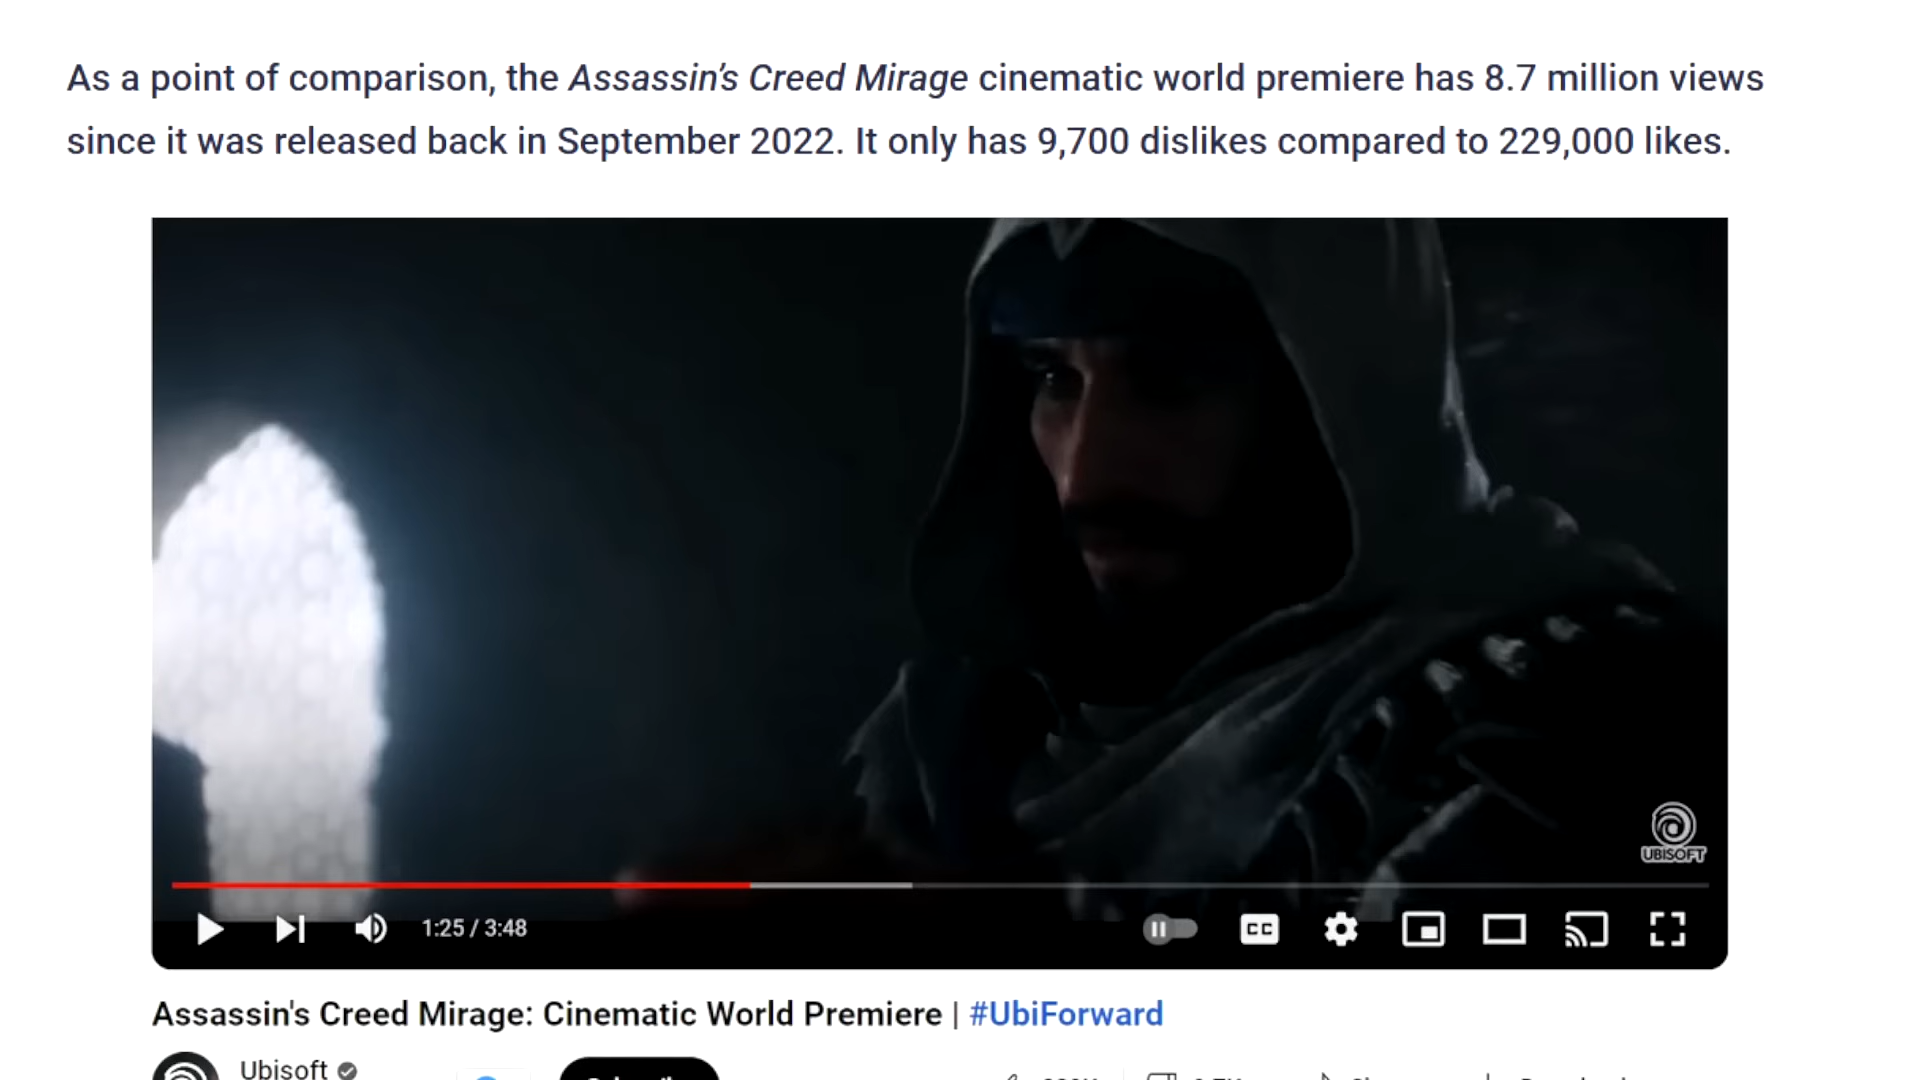 As a point of comparison, the Assassin's Creed Mirage cinematic world premiere has 8.7 million views
since it was released back in September 2022. It only has 9,700 dislikes compared to 229,000 likes.
UBISOFT
1:25 / 3:48
CC
Assassin's Creed Mirage: Cinematic World Premiere | #UbiForward
Ubisoft